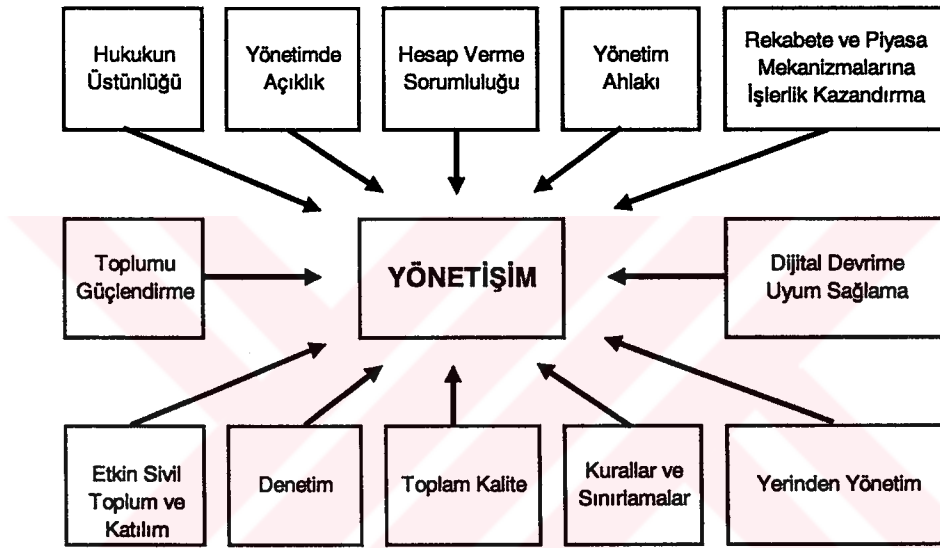 Hukukun
Üstünlüğü
Yönetimde
Açıklık
Hesap Verme
Sorumluluğu
Yönetim
Ahlakı
Rekabete ve Piyasa
Mekanizmalarına
İşlerlik Kazandırma
Toplumu
Güçlendirme
YÖNETİŞİM
Dijital Devrime
Uyum Sağlama
Etkin Sivil
Toplum ve
Katılım
Denetim
Toplam Kalite
Kurallar ve
Sınırlamalar
Yerinden Yönetim